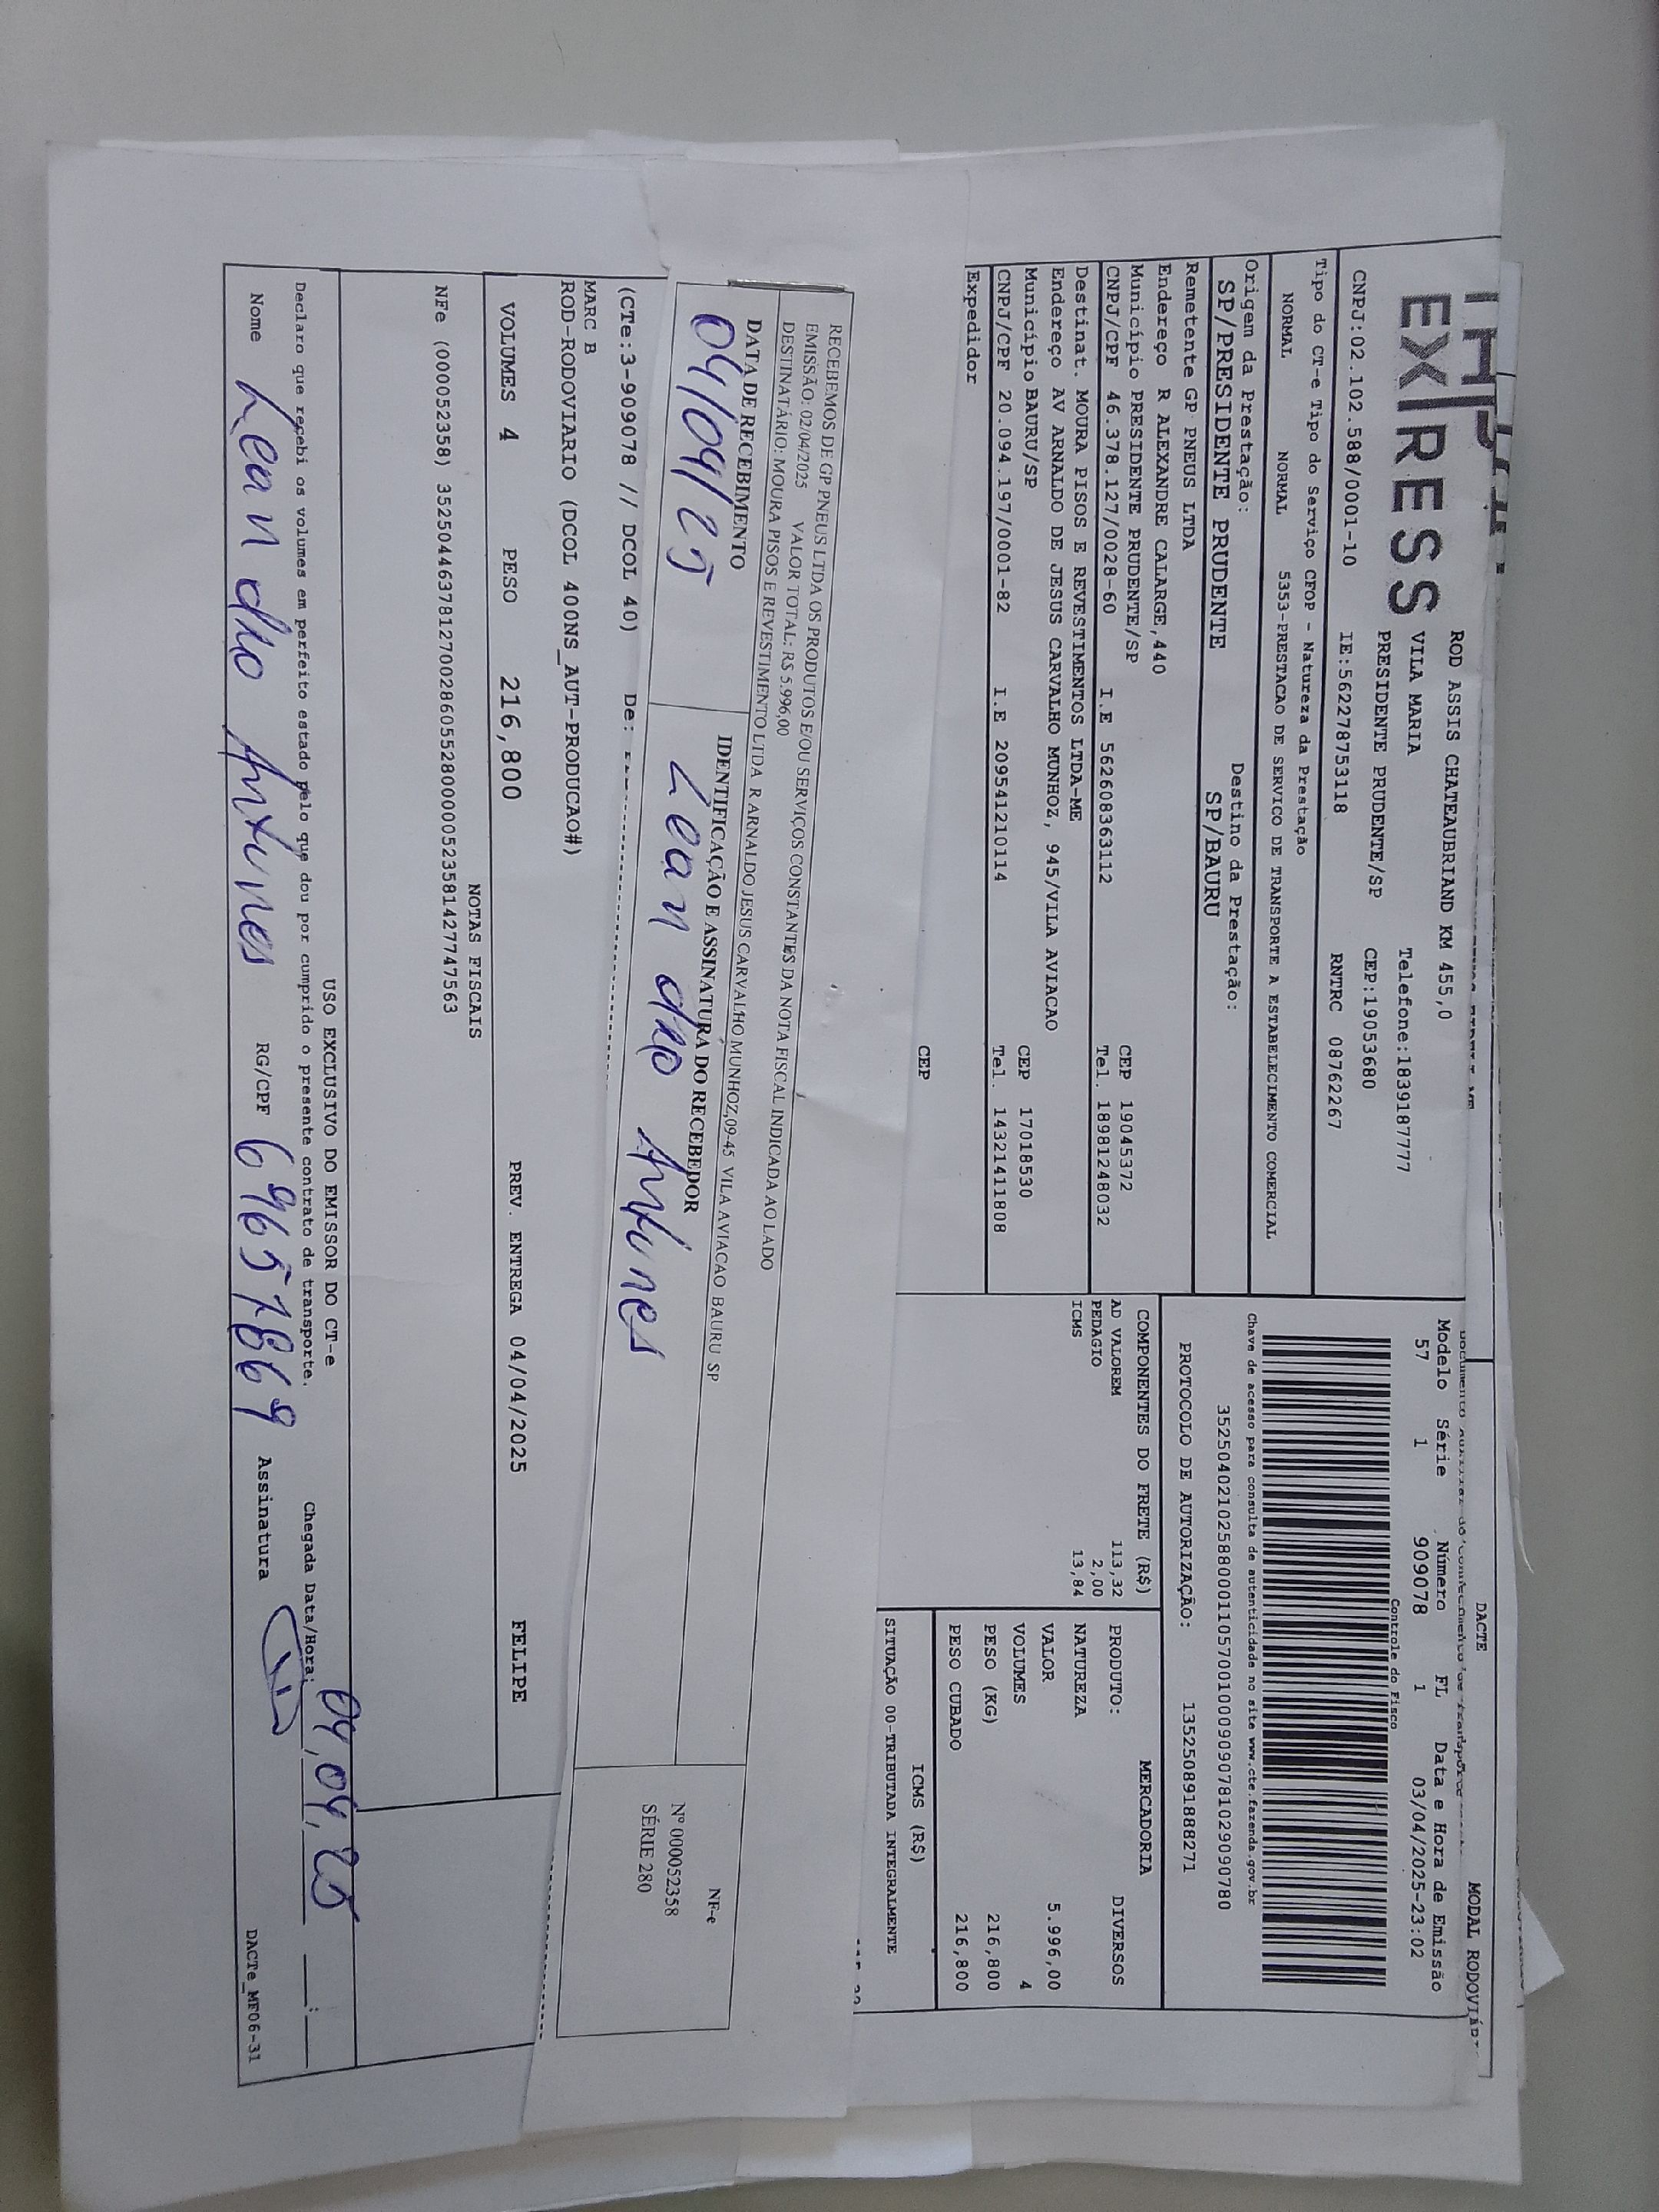 EXPRESS
ROD ASSIS CHATEAUBRIAND KM 455,0
VILA MARIA
Telefone:1839187777
PRESIDENTE PRUDENTE/SP
CEP:19053680
CNPJ:02.102.588/0001-10
IE:562278753118
RNTRC 08762267
Tipo do CT-e Tipo do Serviço CFOP - Natureza da Prestação
NORMAL NORMAL 5353-PRESTACAO DE SERVICO DE TRANSPORTE A ESTABELECIMENTO COMERCIAL
Origem da Prestação: Destino da Prestação:
SP/PRESIDENTE PRUDENTE SP/BAURU
Remetente GP PNEUS LTDA
Endereço R ALEXANDRE CALARGE,440
Município PRESIDENTE PRUDENTE/SP CEP 19045372
CNPJ/CPF 46.378.127/0028-60 I.E 562608363112 Tel. 18981248032
Destinat. MOURA PISOS E REVESTIMENTOS LTDA-ME
Endereço AV ARNALDO DE JESUS CARVALHO MUNHOZ, 945/VILA AVIACAO
Município BAURU/SP CEP 17018530
CNPJ/CPF 20.094.197/0001-82 I.E 209541210114 Tel. 14321411808
Expedidor
CEP
DACTE MODAL RODOVIÁR
Modelo Série Número FL Data e Hora de Emissão
57 1 909078 1 03/04/2025-23:02
Controle do Fisco
Chave de acesso para consulta de autenticidade no site www.cte.fazenda.gov.br
35250402102588000110570010009090781029090780
PROTOCOLO DE AUTORIZAÇÃO: 135250891888271
COMPONENTES DO FRETE (R$)
AD VALOREM 113,32
PEDAGIO 2,00
ICMS 13,84
MERCADORIA
PRODUTO: DIVERSOS
NATUREZA
VALOR 5.996,00
VOLUMES 4
PESO (KG) 216,800
PESO CUBADO 216,800
ICMS (R$)
SITUAÇÃO 00-TRIBUTADA INTEGRALMENTE
RECEBEMOS DE GP PNEUS LTDA OS PRODUTOS E/OU SERVIÇOS CONSTANTES DA NOTA FISCAL INDICADA AO LADO
EMISSÃO: 02/04/2025 VALOR TOTAL: R$ 5.996,00
DESTINATÁRIO: MOURA PISOS E REVESTIMENTO LTDA R ARNALDO JESUS CARVALHO MUNHOZ,09-45 VILA AVIACAO BAURU SP
DATA DE RECEBIMENTO
04/04/25
IDENTIFICAÇÃO E ASSINATURA DO RECEBEDOR
Leandro Antunes
NF-e
Nº 000052358
SÉRIE 280
(CTe:3-909078 // DCOL 40) De:
MARC B
ROD-RODOVIARIO (DCOL 400NS_AUT-PRODUCAO#)
VOLUMES 4 PESO 216,800 PREV. ENTREGA 04/04/2025 FELIPE
NOTAS FISCAIS
NFe (000052358) 35250446378127002860552800000523581427747563
USO EXCLUSIVO DO EMISSOR DO CT-e
Declaro que recebi os volumes em perfeito estado pelo que dou por cumprido o presente contrato de transporte.
Chegada Data/Hora: 04,04,25 __:__
Nome Leandro Antunes RG/CPF Assinatura
DACTe_MF06-31